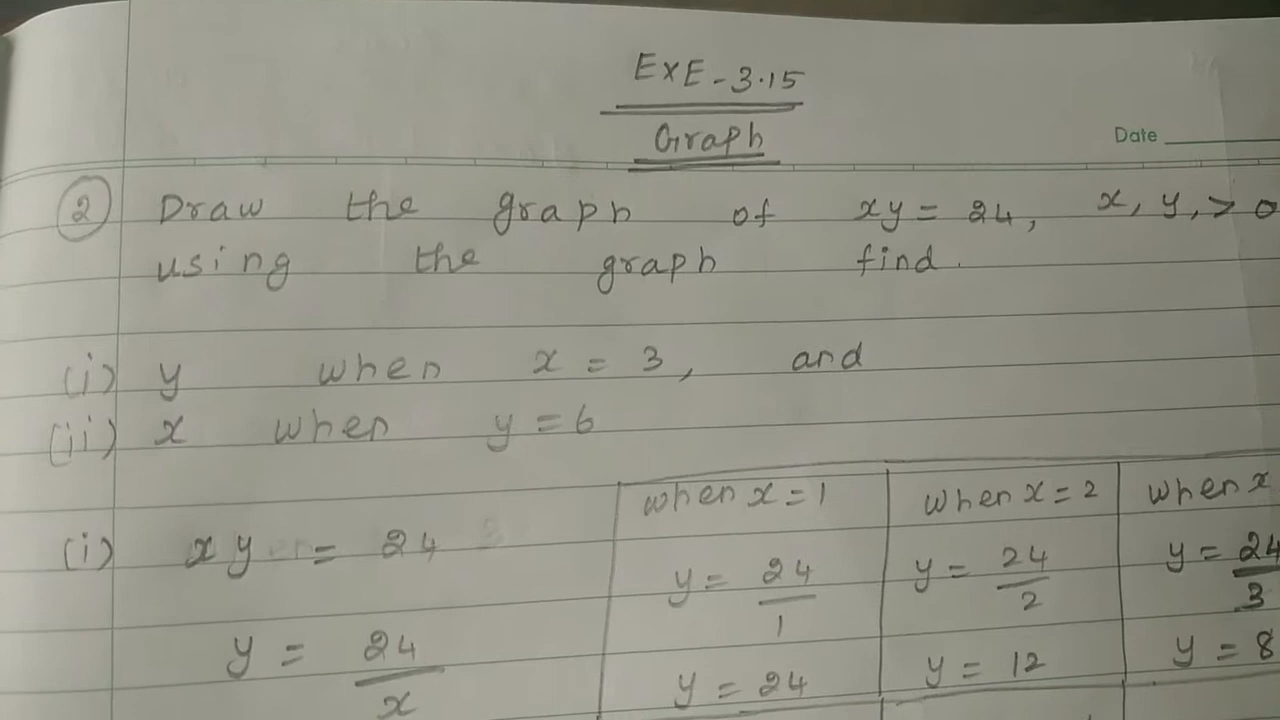 ExE-3.15
Graph
Date
② Draw the graph of xy = 24, x, y, > 0
using the graph find.
(i) y when x = 3, and
(ii) x when y = 6
(i) xy = 24
y = 24/x
when x = 1
y = 24/1
y = 24
when x = 2
y = 24/2
y = 12
when x
y = 24/3
y = 8